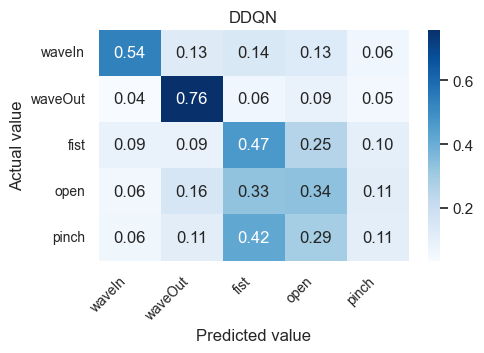 DDQN
waveIn 0.54 0.13 0.14 0.13 0.06
waveOut 0.04 0.76 0.06 0.09 0.05
fist 0.09 0.09 0.47 0.25 0.10
open 0.06 0.16 0.33 0.34 0.11
pinch 0.06 0.11 0.42 0.29 0.11
waveIn waveOut fist open pinch
Predicted value
Actual value
0.6
0.4
0.2